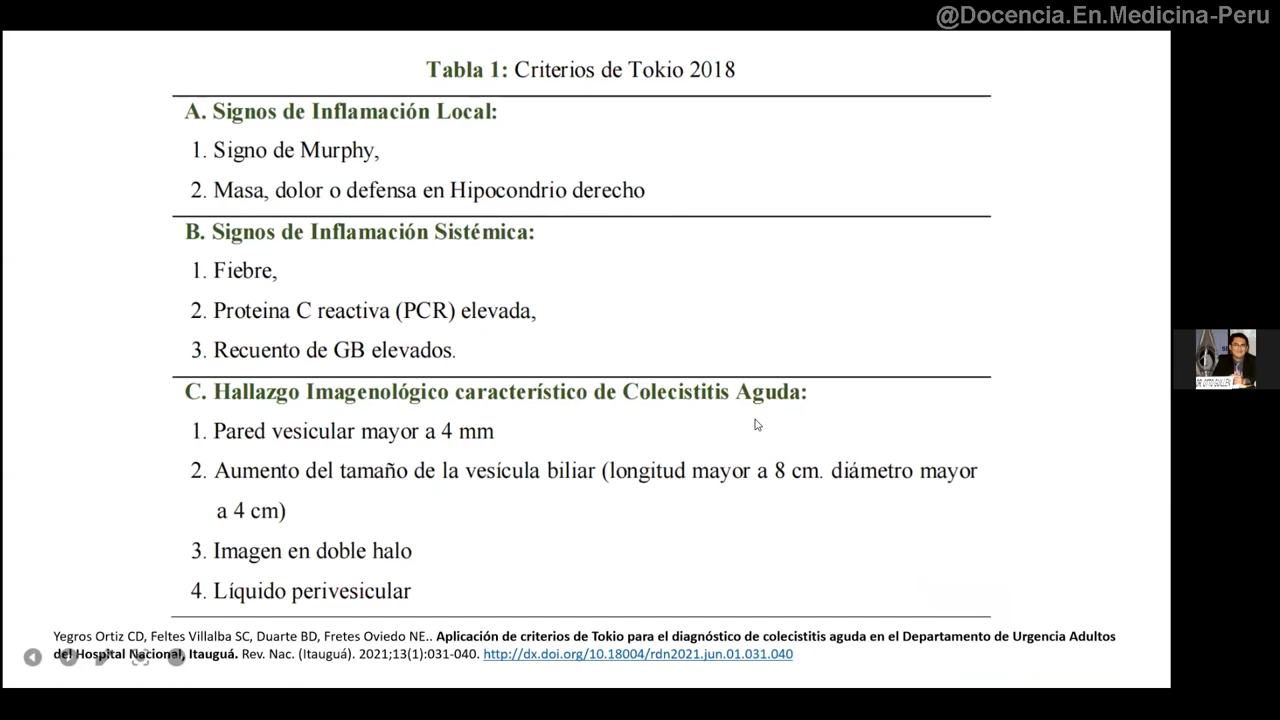 @Docencia.En.Medicina-Peru
Tabla 1: Criterios de Tokio 2018
A. Signos de Inflamación Local:
1. Signo de Murphy,
2. Masa, dolor o defensa en Hipocondrio derecho
B. Signos de Inflamación Sistémica:
1. Fiebre,
2. Proteina C reactiva (PCR) elevada,
3. Recuento de GB elevados.
C. Hallazgo Imagenológico característico de Colecistitis Aguda:
1. Pared vesicular mayor a 4 mm
2. Aumento del tamaño de la vesícula biliar (longitud mayor a 8 cm. diámetro mayor
a 4 cm)
3. Imagen en doble halo
4. Líquido perivesicular
Yegros Ortiz CD, Feltes Villalba SC, Duarte BD, Fretes Oviedo NE.. Aplicación de criterios de Tokio para el diagnóstico de colecistitis aguda en el Departamento de Urgencia Adultos
del Hospital Nacional, Itauguá. Rev. Nac. (Itauguá). 2021;13(1):031-040. http://dx.doi.org/10.18004/rdn2021.jun.01.031.040
DR. OTTO GUILLEN